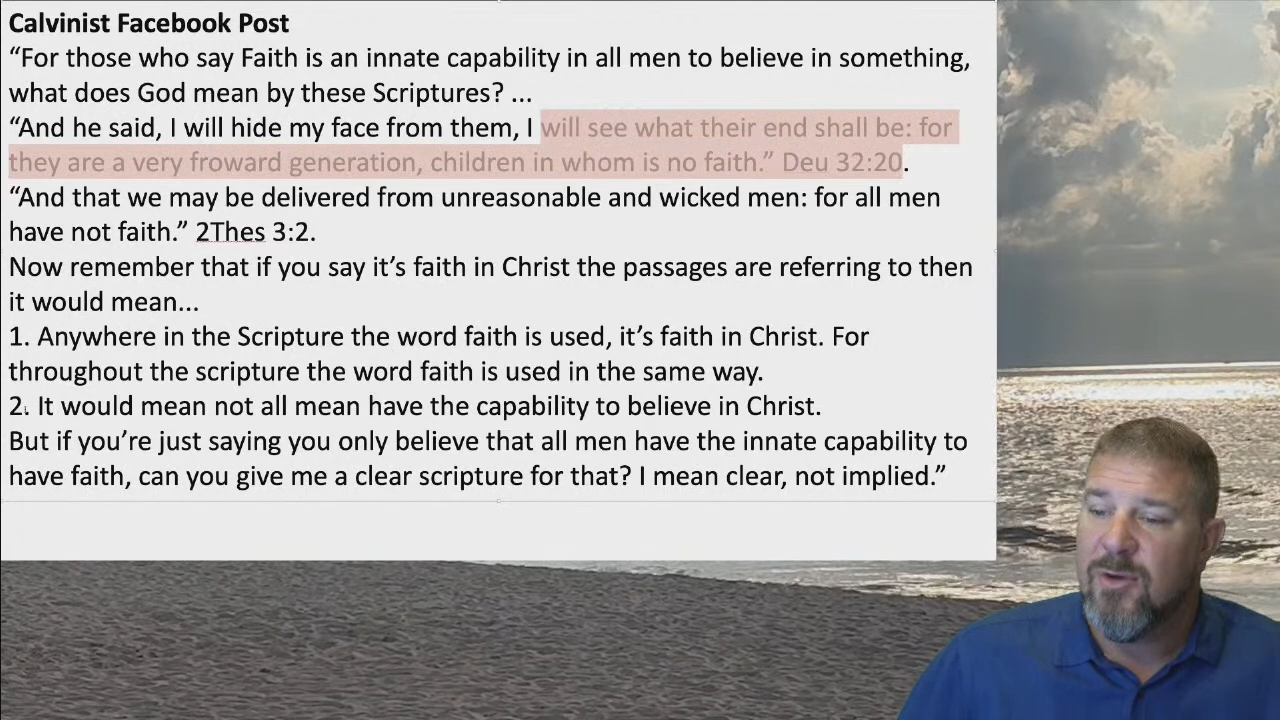 Calvinist Facebook Post
“For those who say Faith is an innate capability in all men to believe in something,
what does God mean by these Scriptures? ...
“And he said, I will hide my face from them, I will see what their end shall be: for
they are a very froward generation, children in whom is no faith.” Deu 32:20.
“And that we may be delivered from unreasonable and wicked men: for all men
have not faith.” 2Thes 3:2.
Now remember that if you say it’s faith in Christ the passages are referring to then
it would mean...
1. Anywhere in the Scripture the word faith is used, it’s faith in Christ. For
throughout the scripture the word faith is used in the same way.
2. It would mean not all mean have the capability to believe in Christ.
But if you’re just saying you only believe that all men have the innate capability to
have faith, can you give me a clear scripture for that? I mean clear, not implied.”